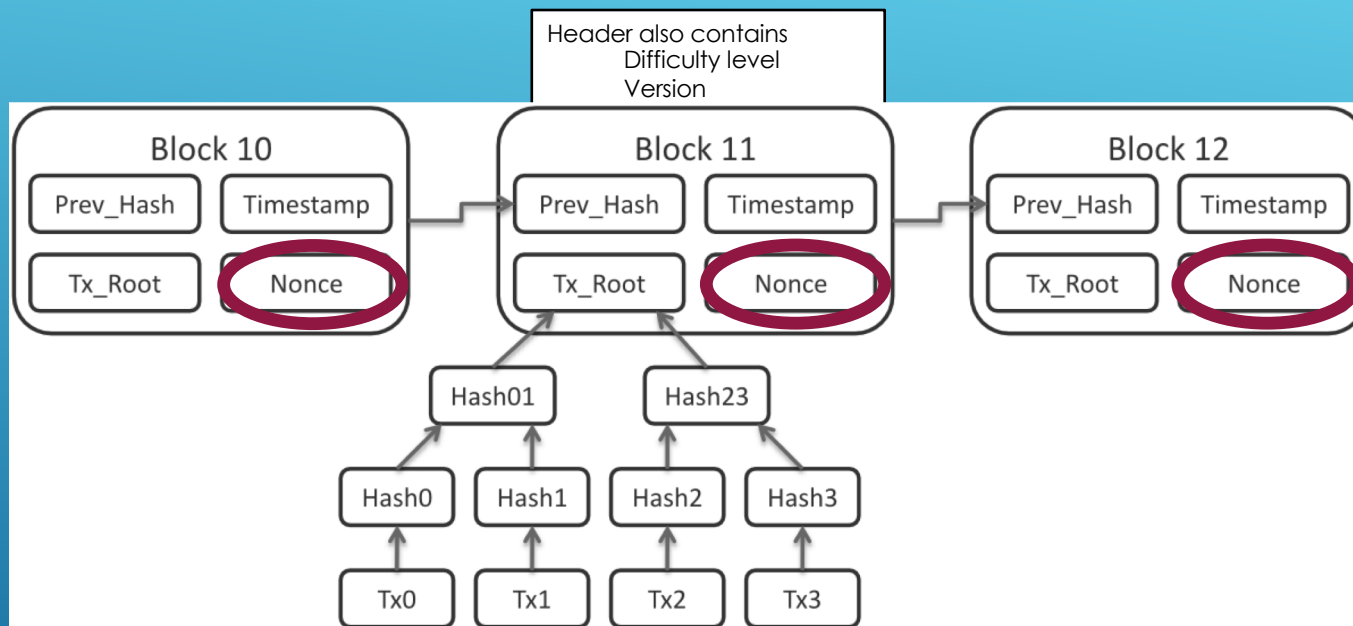 Header also contains
Difficulty level
Version
Block 10
Block 11
Block 12
Prev_Hash
Timestamp
Prev_Hash
Timestamp
Prev_Hash
Timestamp
Tx_Root
Nonce
Tx_Root
Nonce
Tx_Root
Nonce
Hash01
Hash23
Hash0
Hash1
Hash2
Hash3
Tx0
Tx1
Tx2
Tx3